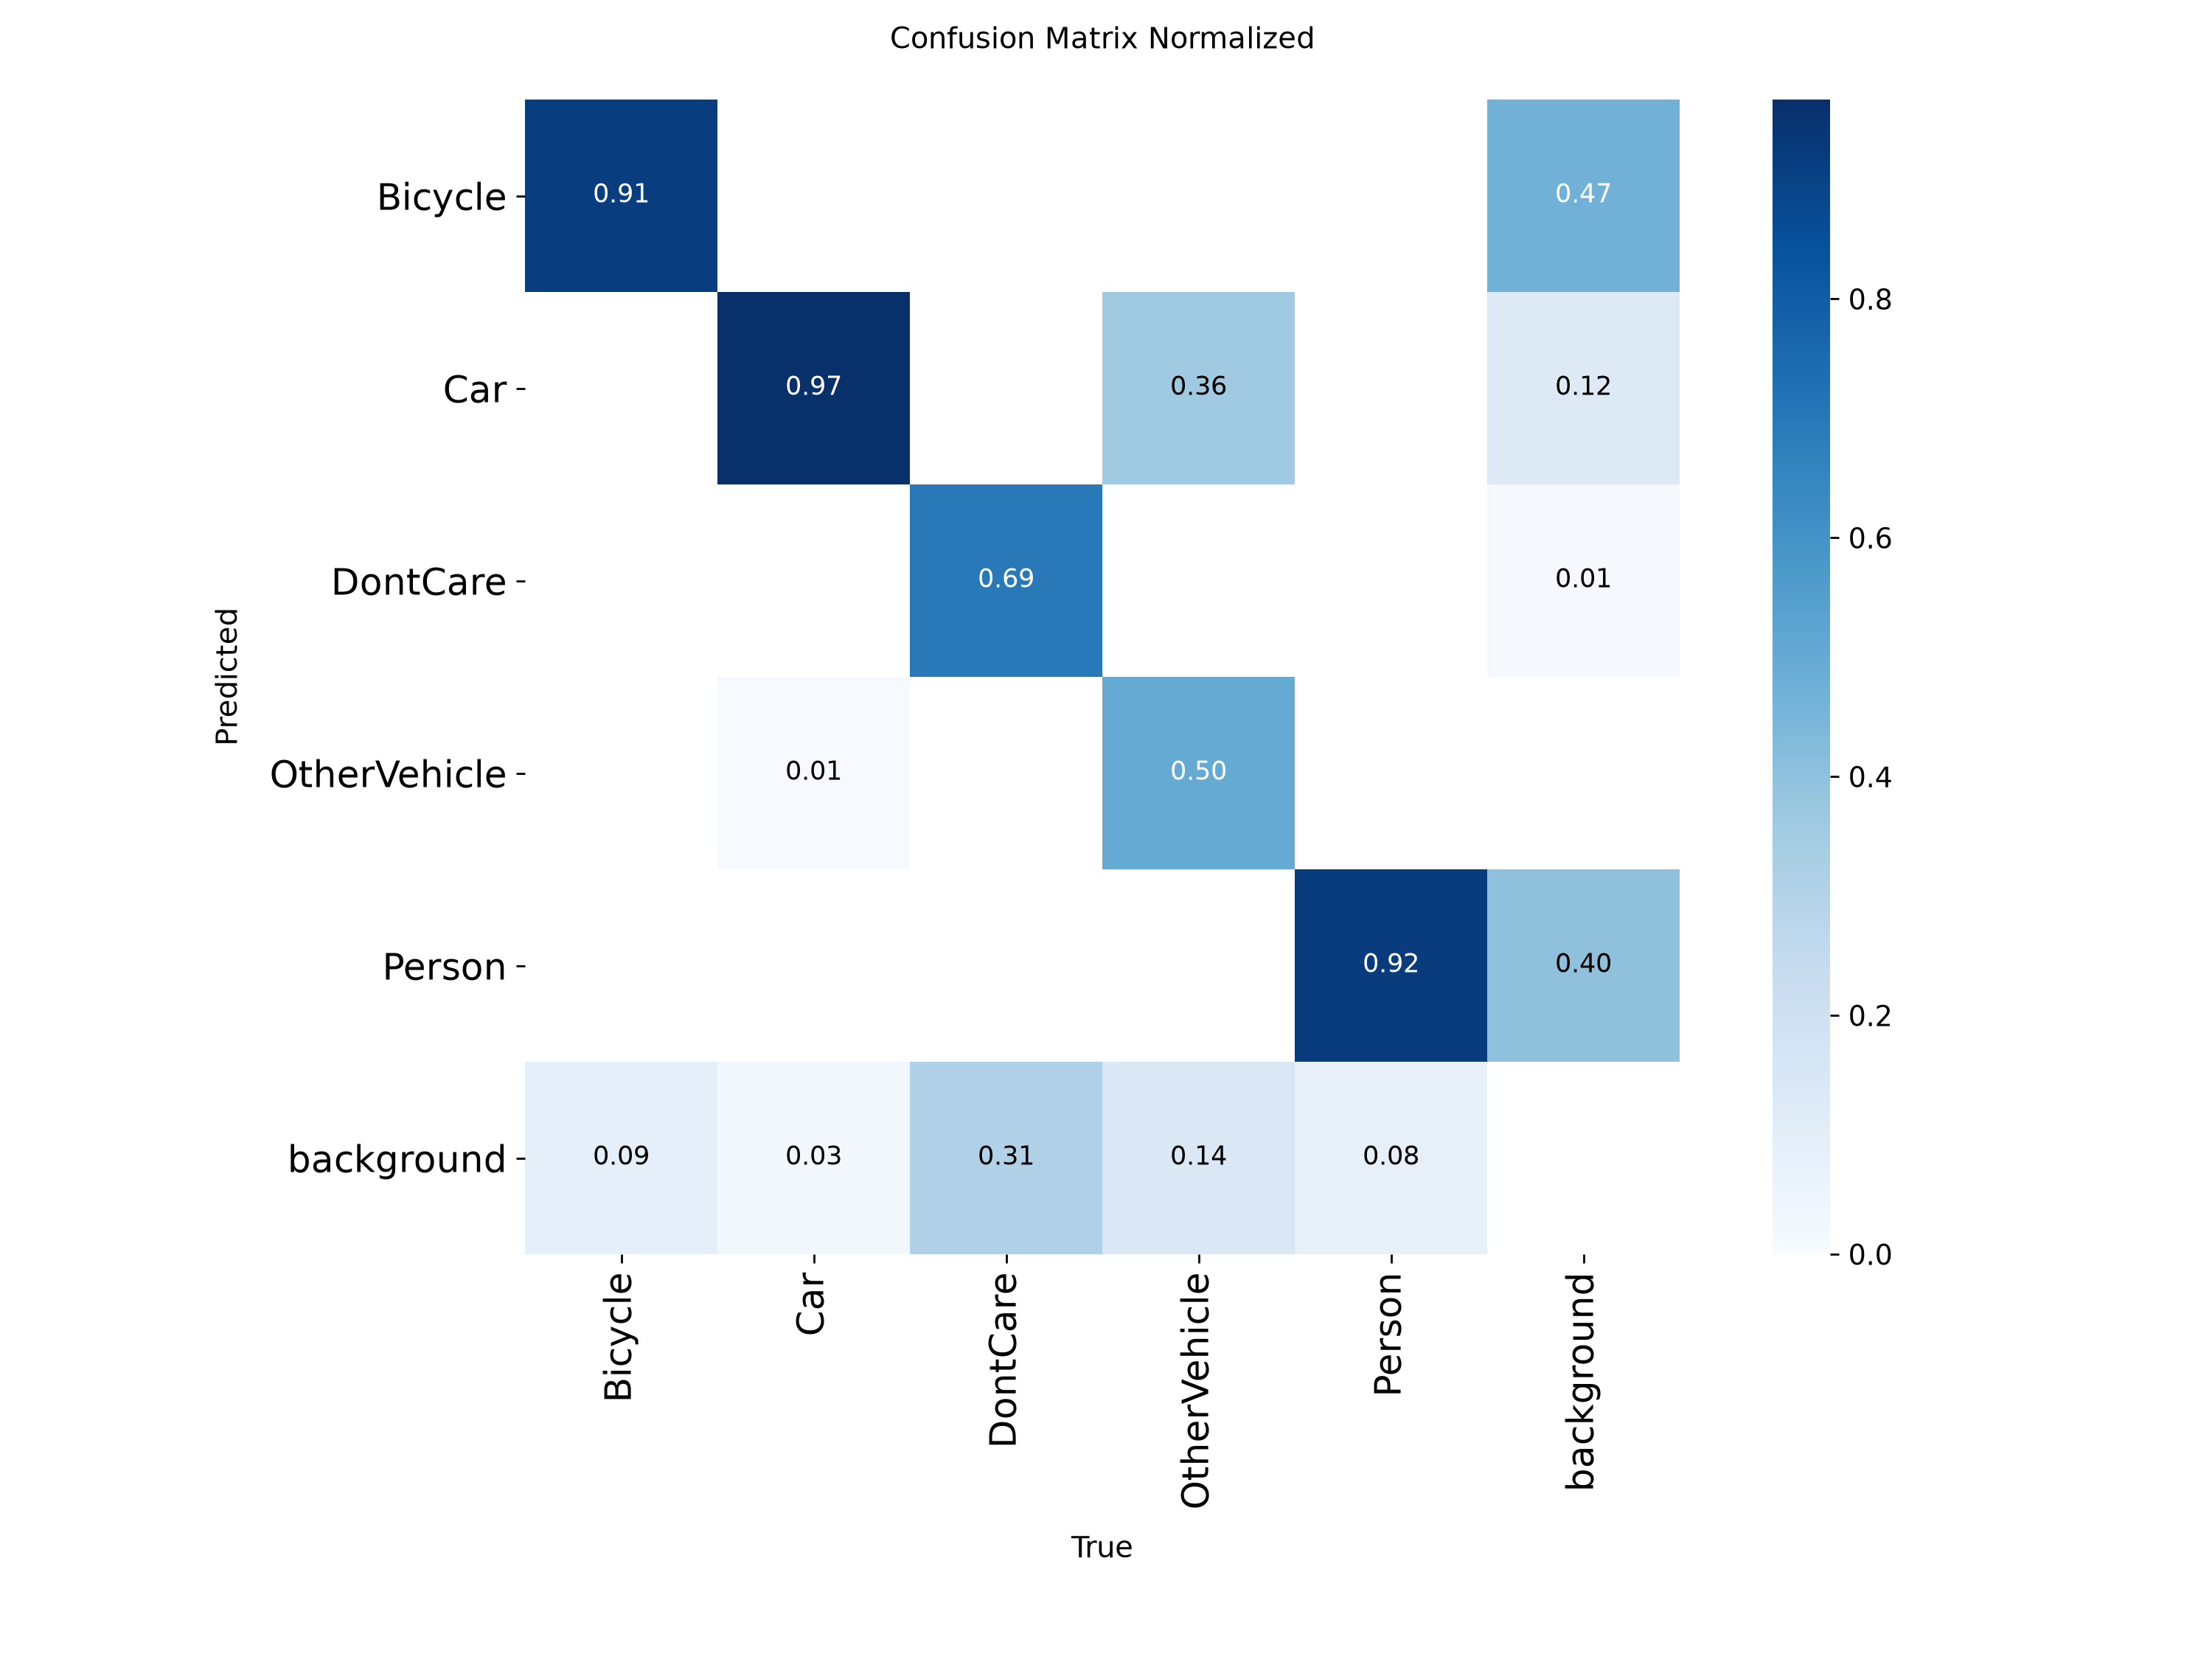 Confusion Matrix Normalized
Bicycle
0.91
0.47
Car
0.97
0.36
0.12
DontCare
0.69
0.01
OtherVehicle
0.01
0.50
Person
0.92
0.40
background
0.09
0.03
0.31
0.14
0.08
Predicted
Bicycle
Car
DontCare
OtherVehicle
Person
background
True
0.8
0.6
0.4
0.2
0.0